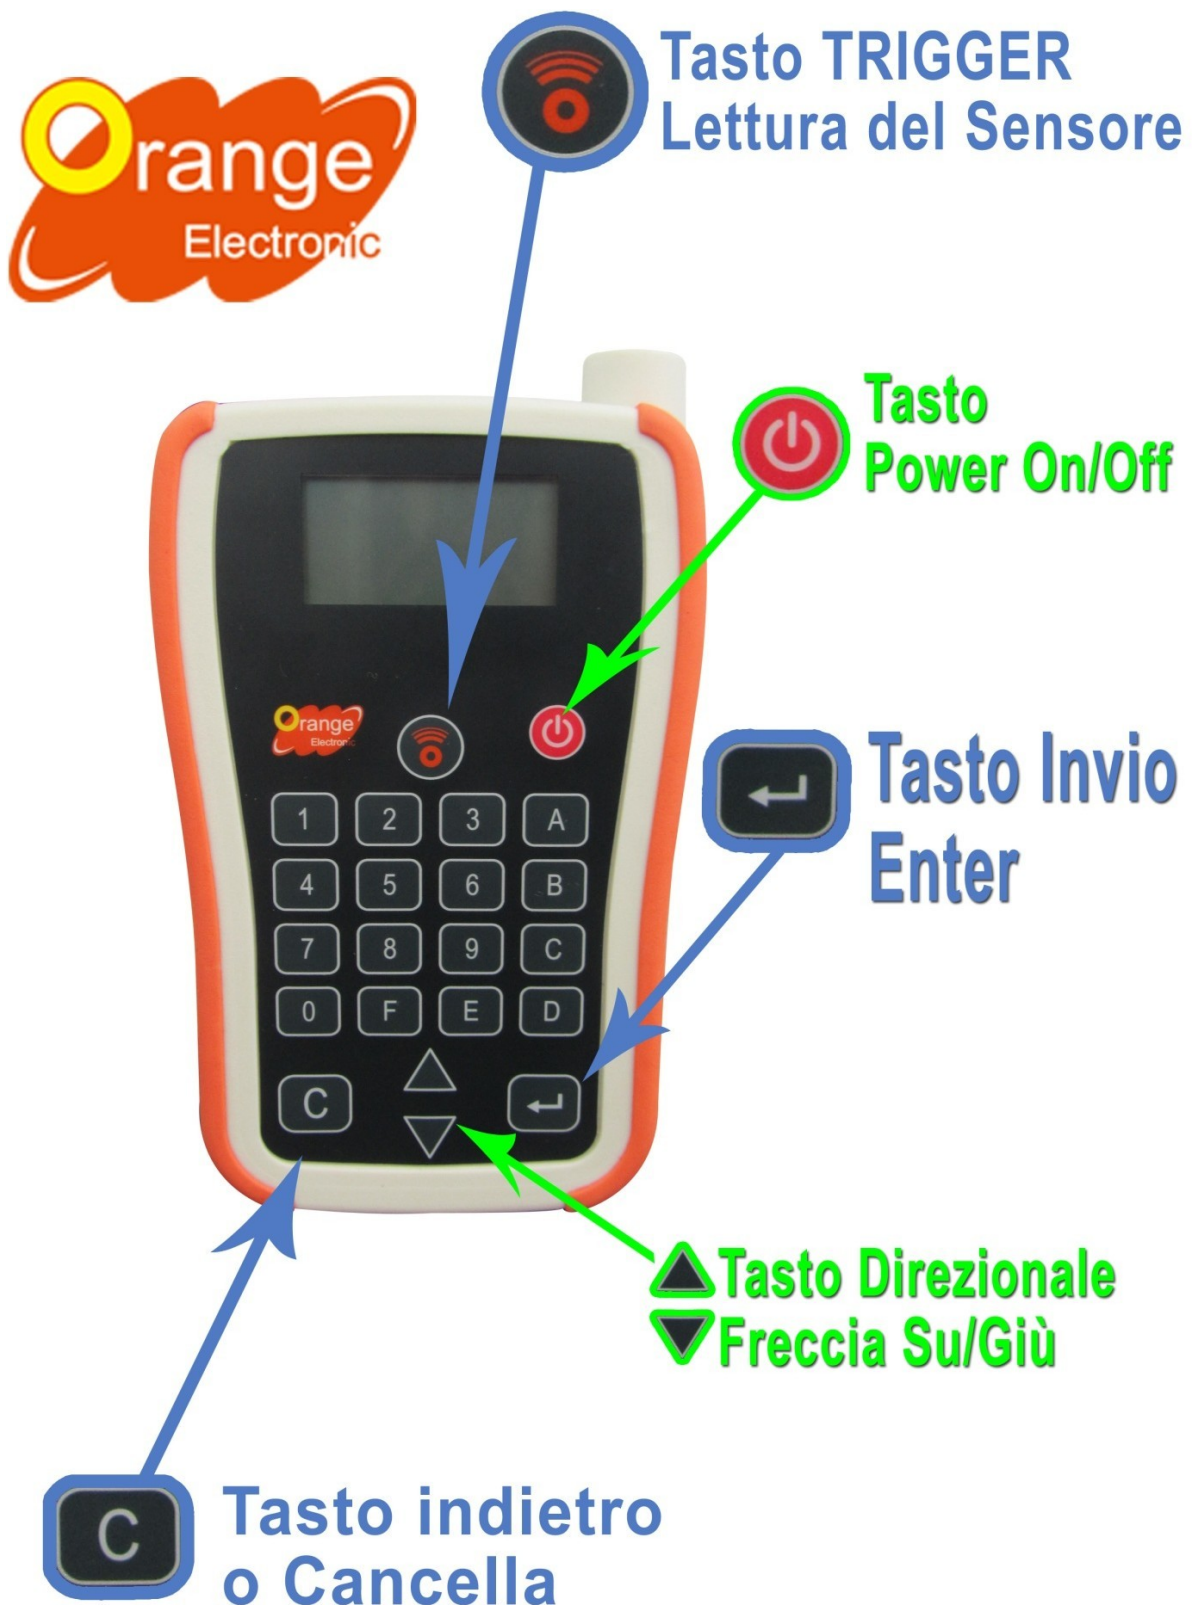 Tasto TRIGGER
Lettura del Sensore
Orange
Electronic
Tasto
Power On/Off
Orange
Electronic
Tasto Invio
Enter
1 2 3 A
4 5 6 B
7 8 9 C
0 F E D
C
Tasto Direzionale
Freccia Su/Giù
C
Tasto indietro
o Cancella